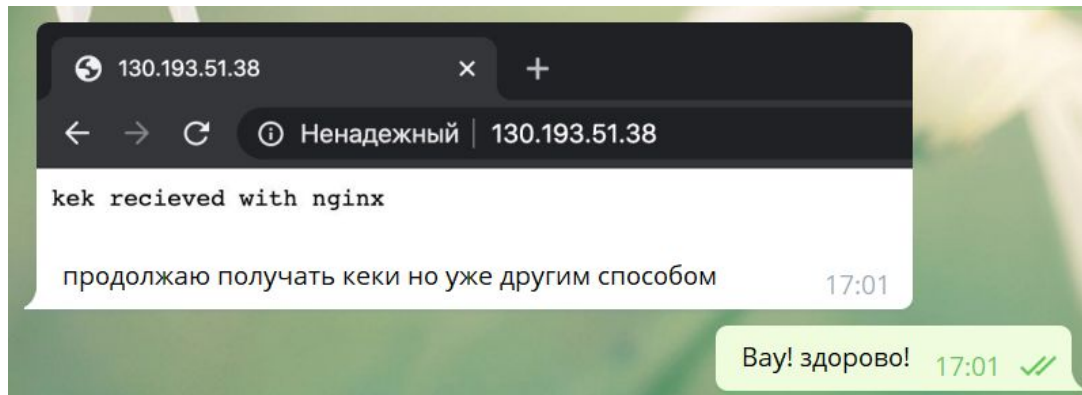 130.193.51.38
Ненадежный | 130.193.51.38
kek recieved with nginx
продолжаю получать кеки но уже другим способом
17:01
Вау! здорово!
17:01